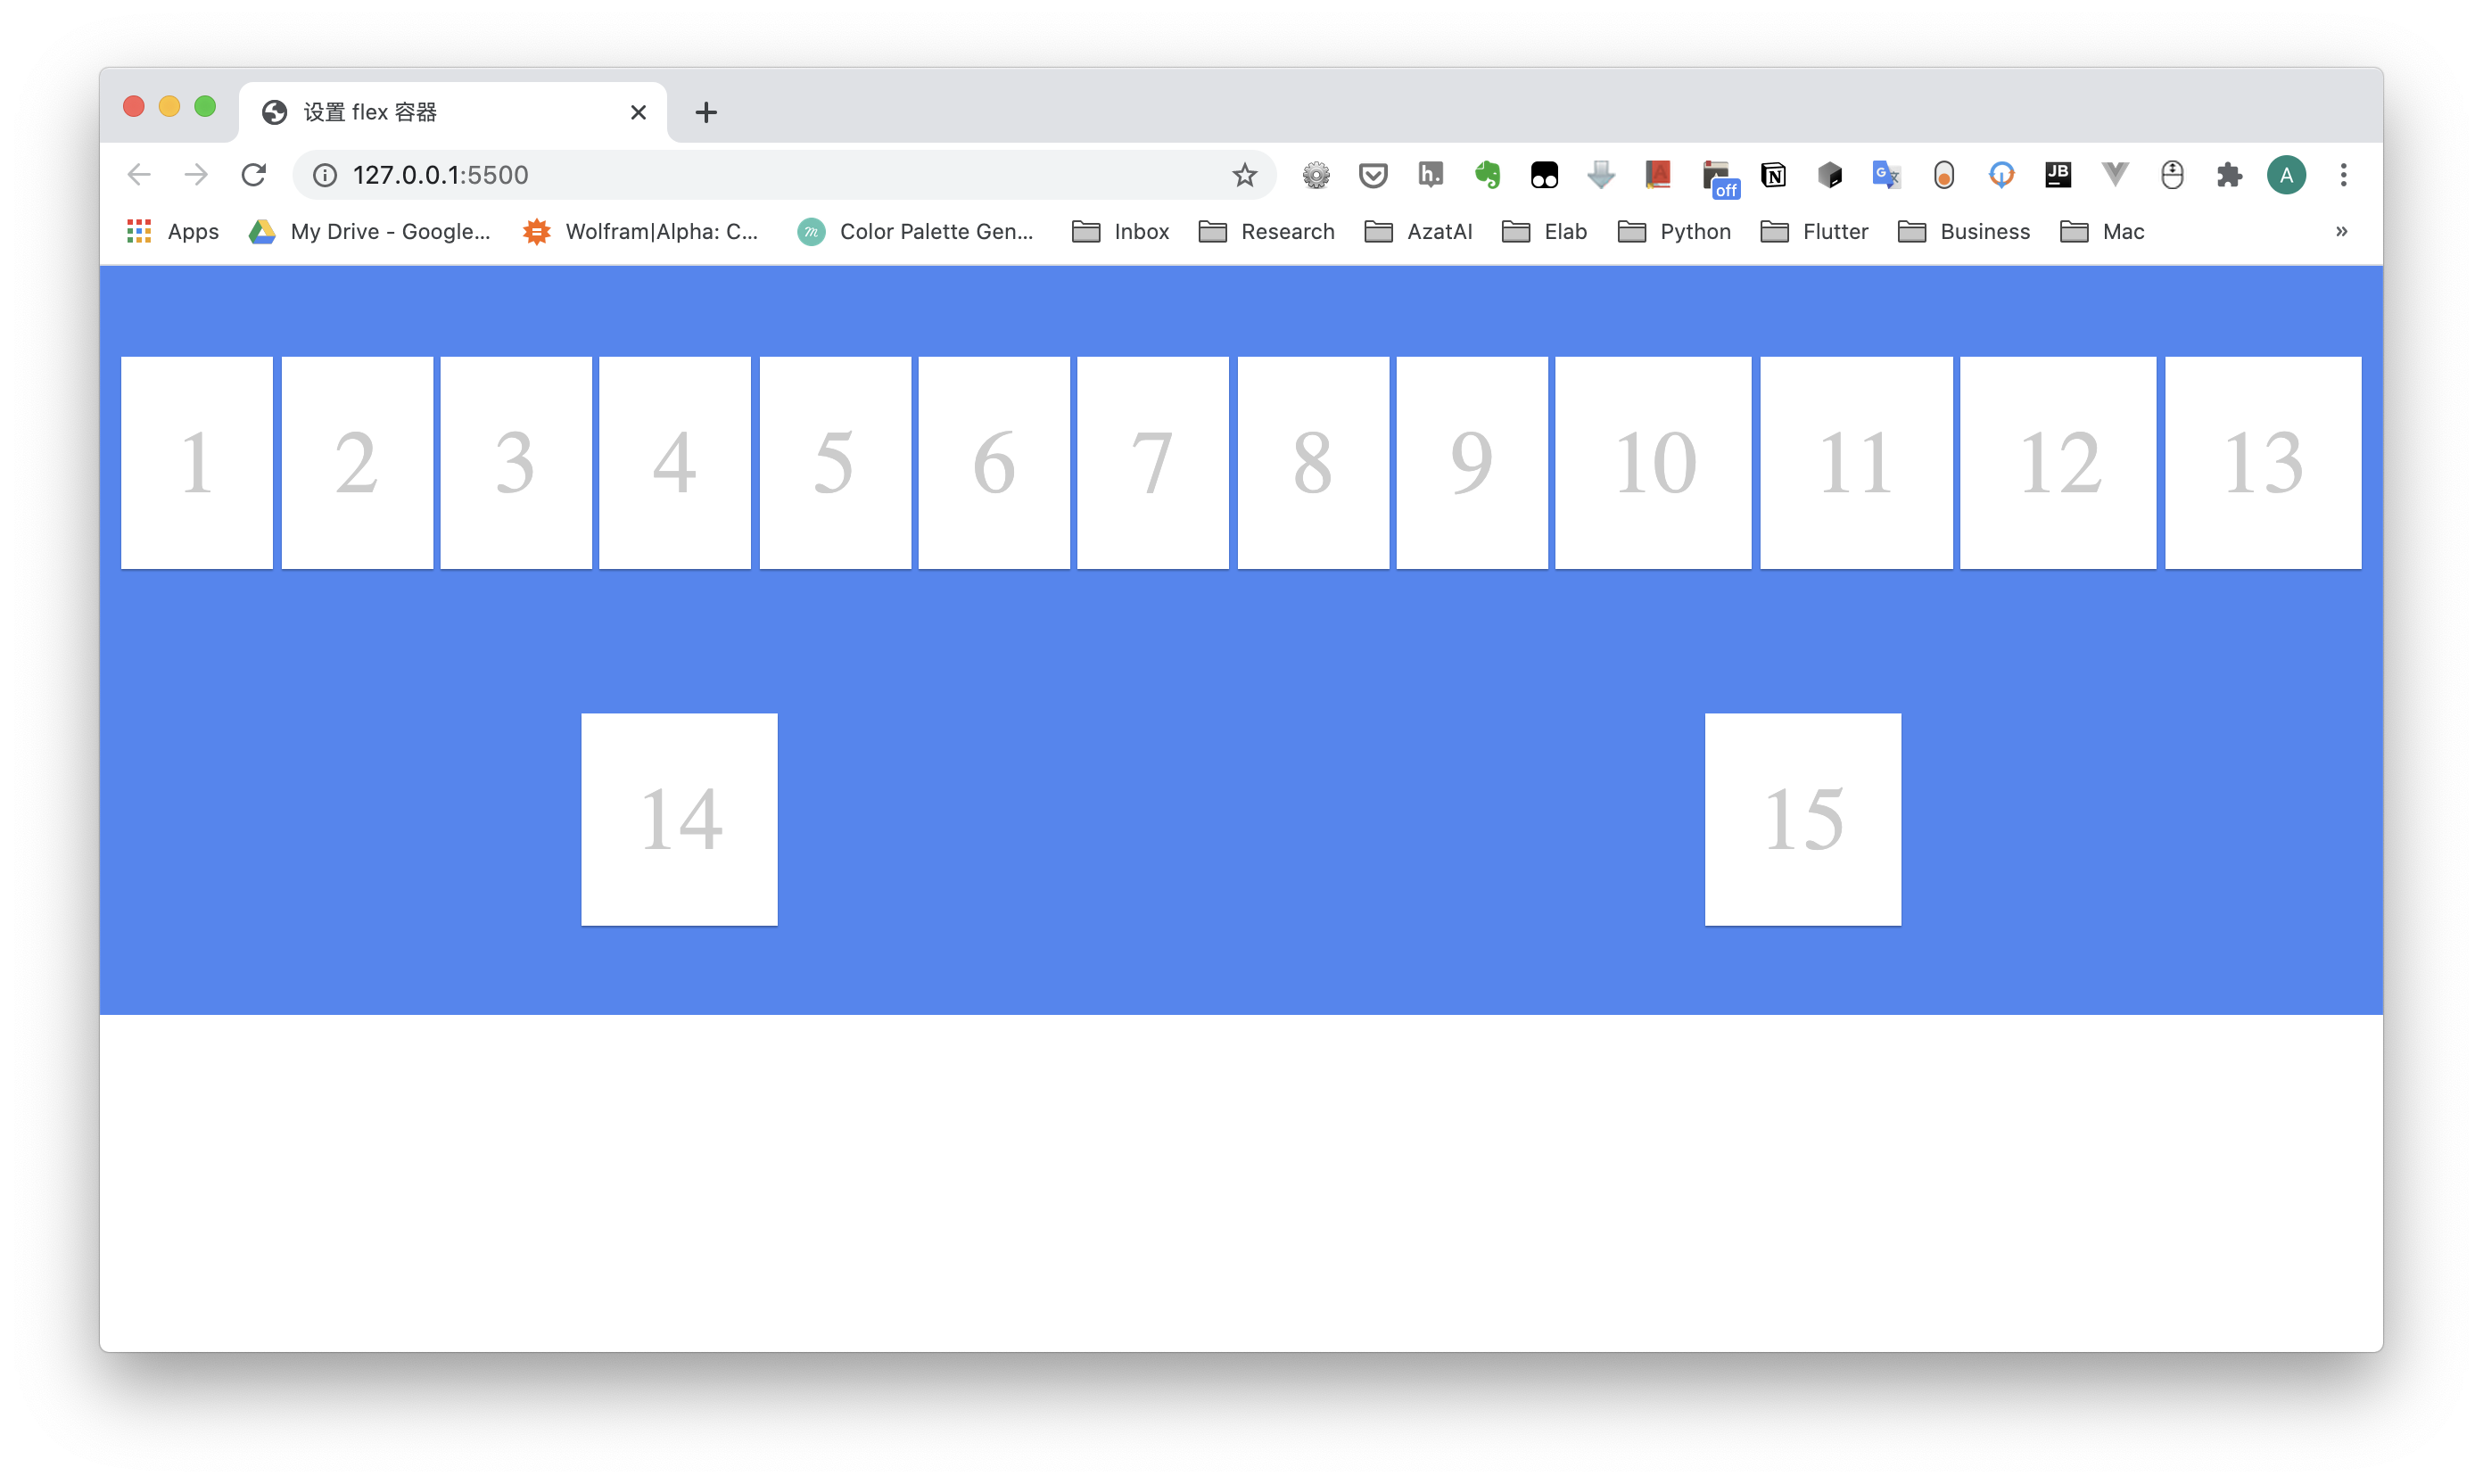 设置 flex 容器
127.0.0.1:5500
h. off N G 文 JB A
Apps My Drive - Google... Wolfram|Alpha: C... m Color Palette Gen... Inbox Research AzatAI Elab Python Flutter Business Mac »
1 2 3 4 5 6 7 8 9 10 11 12 13
14 15